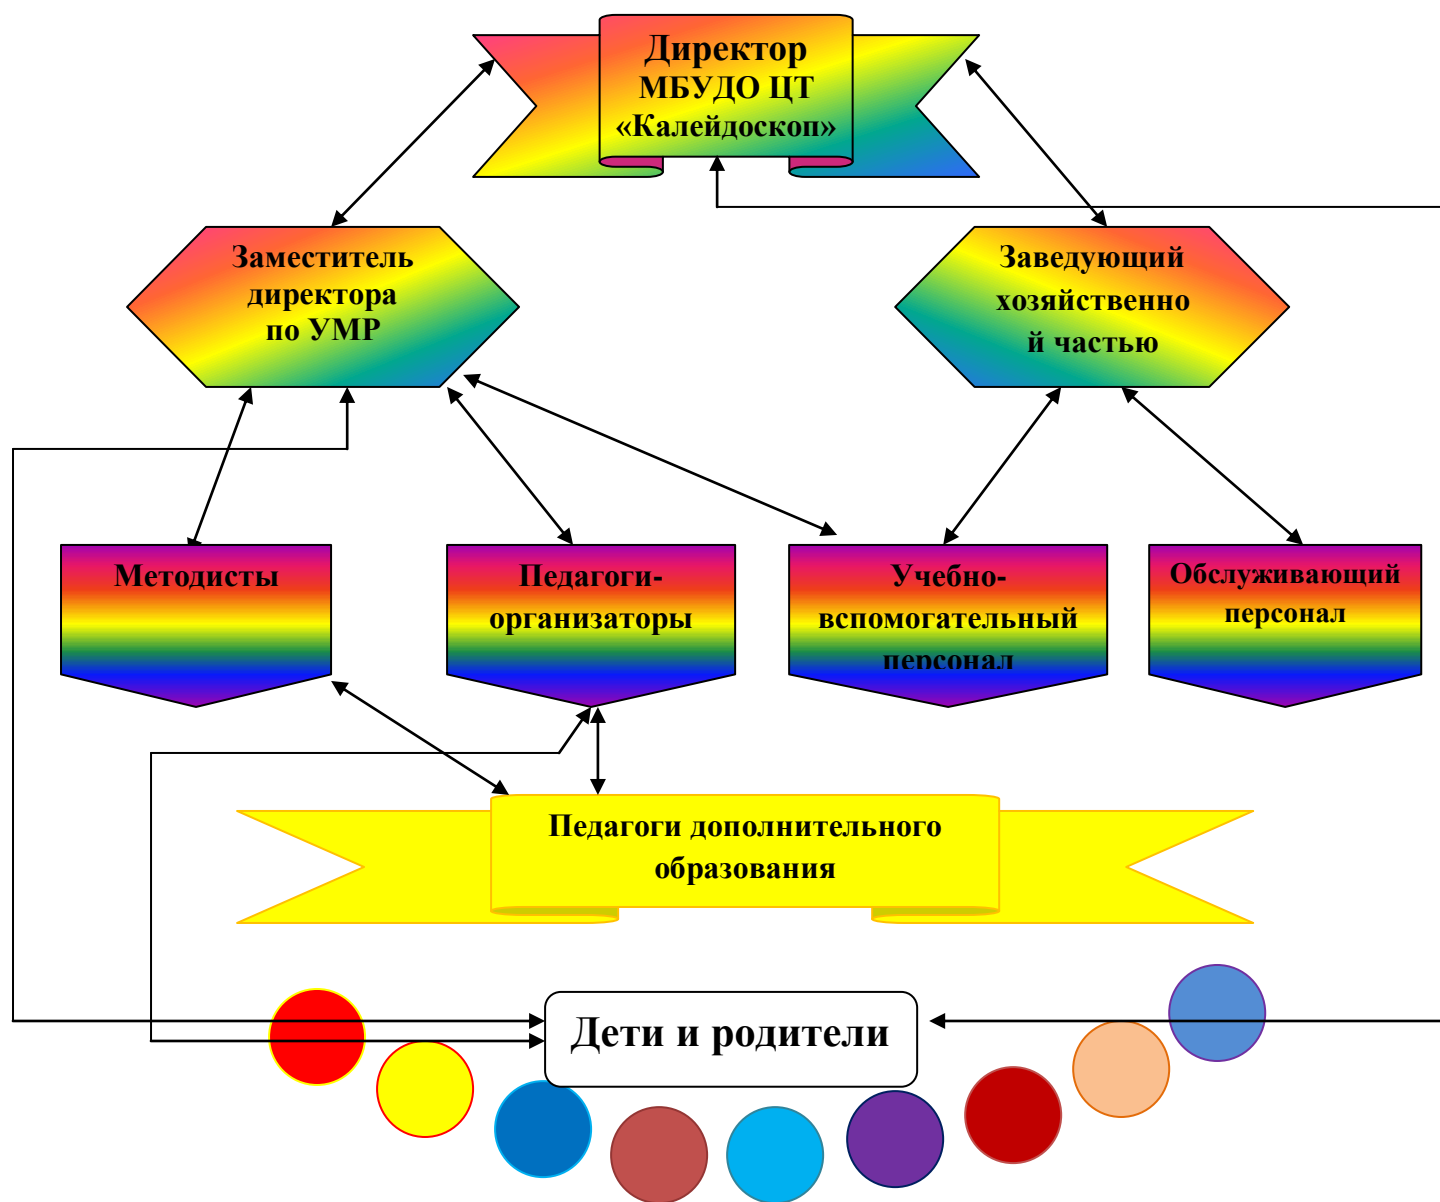 Директор
МБУДО ЦТ
«Калейдоскоп»
Заместитель
директора
по УМР
Заведующий
хозяйственно
й частью
Методисты
Педагоги-
организаторы
Учебно-
вспомогательный
персонал
Обслуживающий
персонал
Педагоги дополнительного
образования
Дети и родители